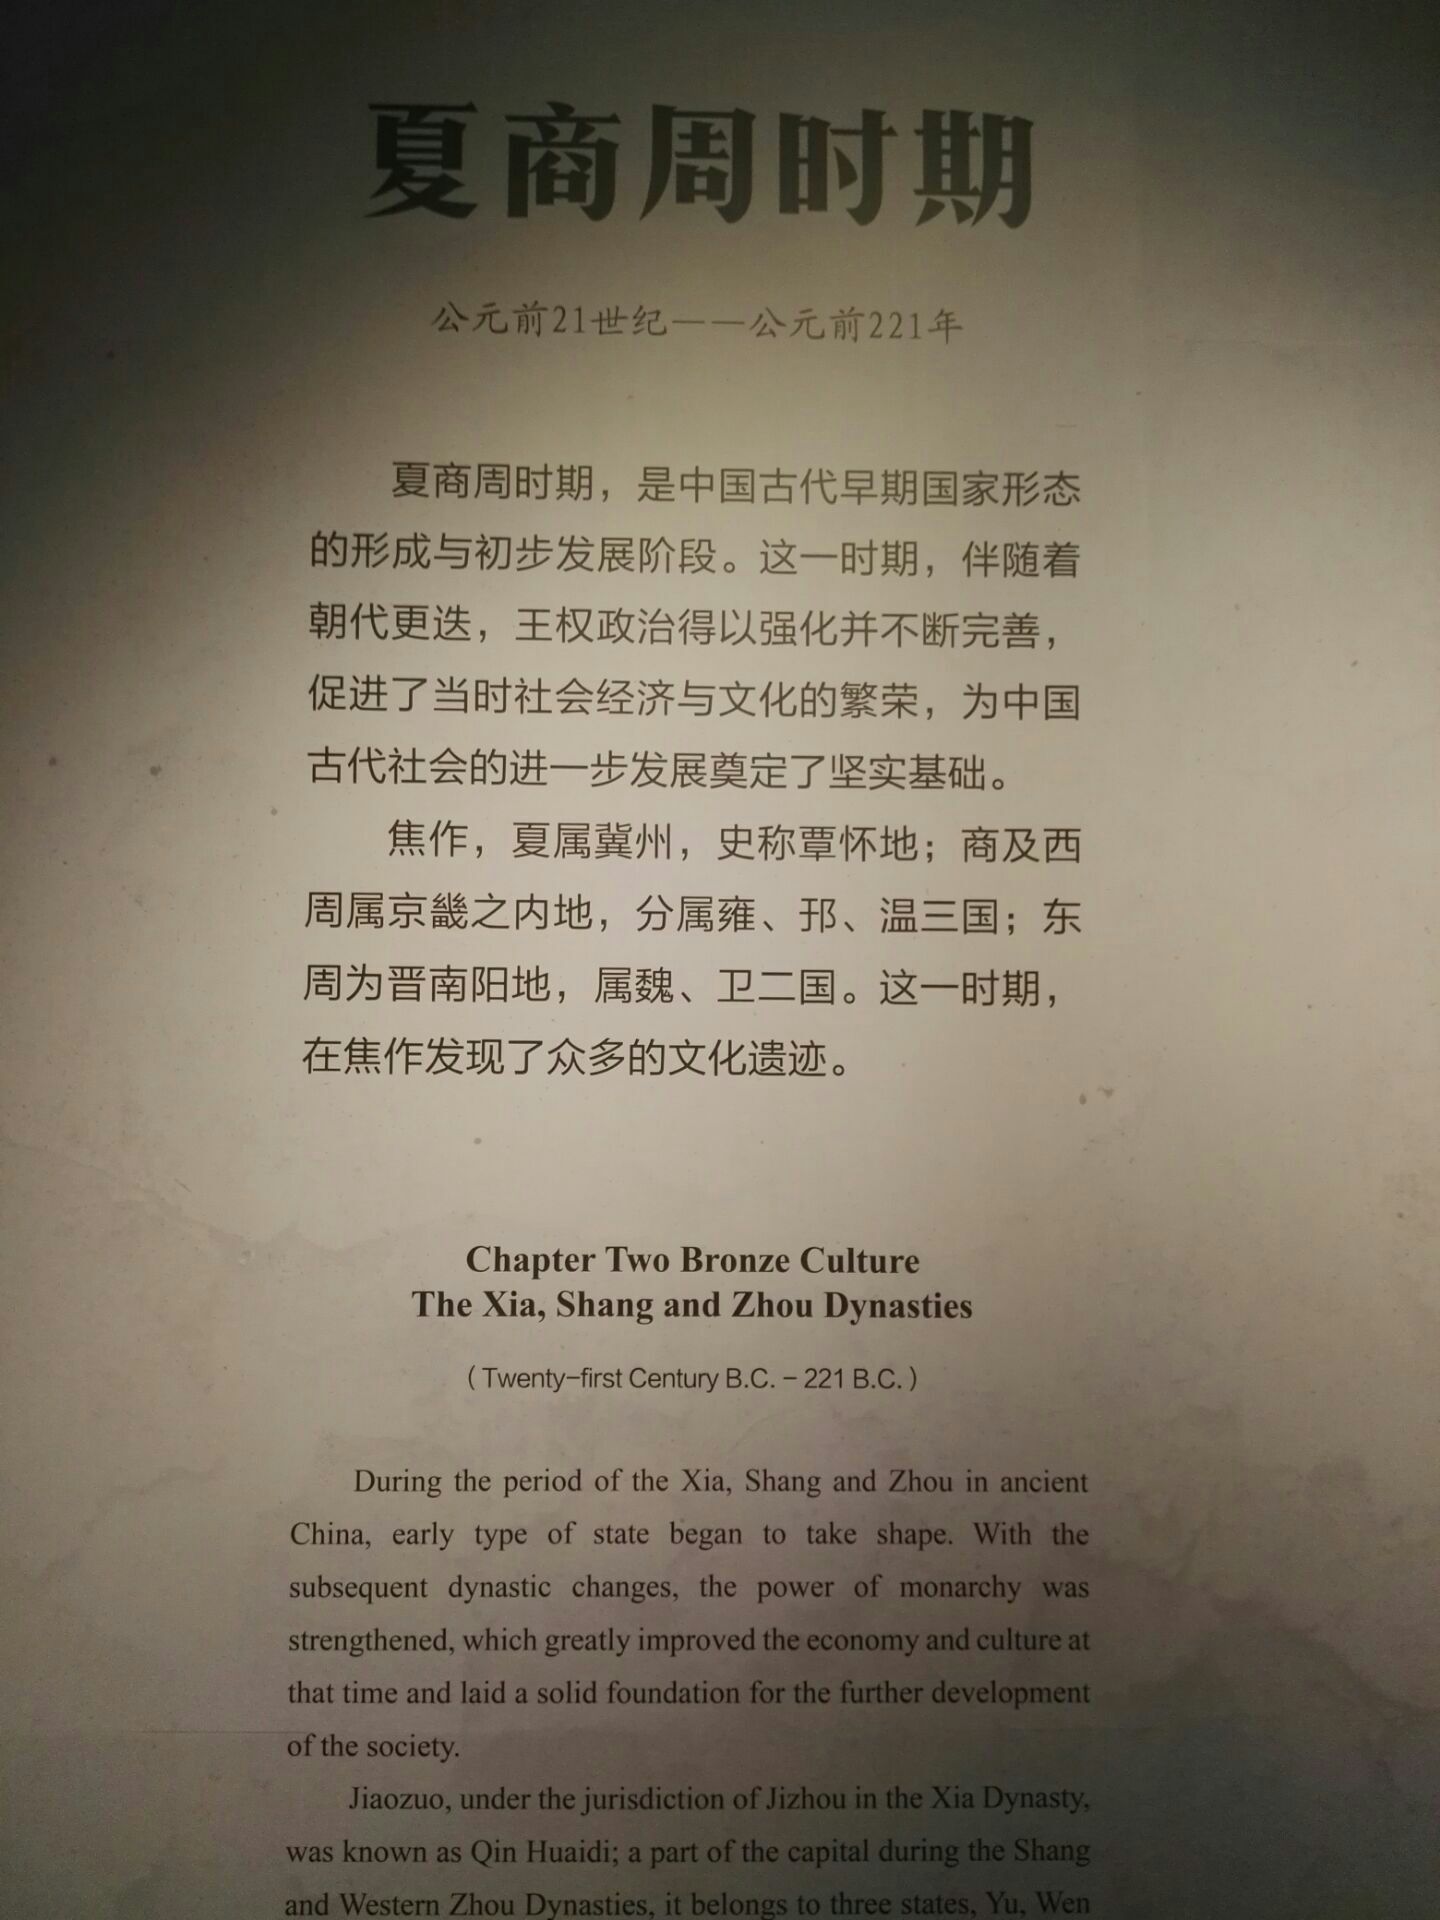 夏商周时期
公元前21世纪——公元前221年
夏商周时期，是中国古代早期国家形态
的形成与初步发展阶段。这一时期，伴随着
朝代更迭，王权政治得以强化并不断完善，
促进了当时社会经济与文化的繁荣，为中国
古代社会的进一步发展奠定了坚实基础。
焦作，夏属冀州，史称覃怀地；商及西
周属京畿之内地，分属雍、邘、温三国；东
周为晋南阳地，属魏、卫二国。这一时期，
在焦作发现了众多的文化遗迹。
Chapter Two Bronze Culture
The Xia, Shang and Zhou Dynasties
（Twenty-first Century B.C. – 221 B.C.）
During the period of the Xia, Shang and Zhou in ancient
China, early type of state began to take shape. With the
subsequent dynastic changes, the power of monarchy was
strengthened, which greatly improved the economy and culture at
that time and laid a solid foundation for the further development
of the society.
Jiaozuo, under the jurisdiction of Jizhou in the Xia Dynasty,
was known as Qin Huaidi; a part of the capital during the Shang
and Western Zhou Dynasties, it belongs to three states, Yu, Wen